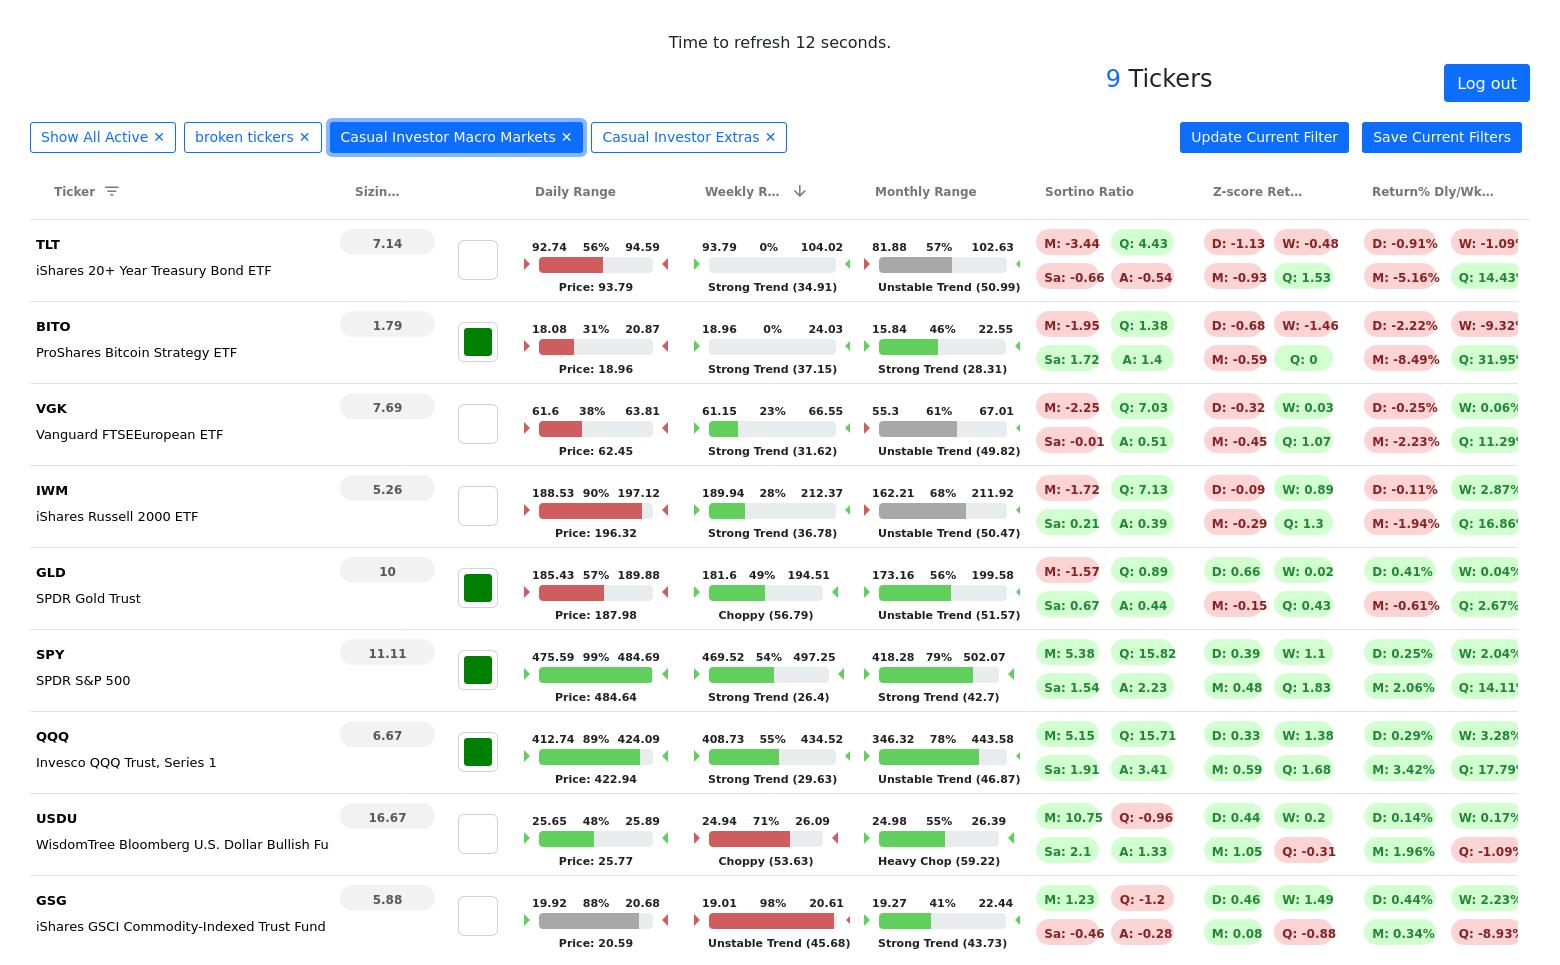 Time to refresh 12 seconds.
9 Tickers
Log out
Show All Active ✕ broken tickers ✕ Casual Investor Macro Markets ✕ Casual Investor Extras ✕ Update Current Filter Save Current Filters
Ticker Sizin... Daily Range Weekly R... Monthly Range Sortino Ratio Z-score Ret... Return% Dly/Wk...
TLT 7.14
92.74 56% 94.59 93.79 0% 104.02 81.88 57% 102.63 M: -3.44 Q: 4.43 D: -1.13 W: -0.48 D: -0.91% W: -1.09%
iShares 20+ Year Treasury Bond ETF
Price: 93.79 Strong Trend (34.91) Unstable Trend (50.99) Sa: -0.66 A: -0.54 M: -0.93 Q: 1.53 M: -5.16% Q: 14.43%
BITO 1.79
18.08 31% 20.87 18.96 0% 24.03 15.84 46% 22.55 M: -1.95 Q: 1.38 D: -0.68 W: -1.46 D: -2.22% W: -9.32%
ProShares Bitcoin Strategy ETF
Price: 18.96 Strong Trend (37.15) Strong Trend (28.31) Sa: 1.72 A: 1.4 M: -0.59 Q: 0 M: -8.49% Q: 31.95%
VGK 7.69
61.6 38% 63.81 61.15 23% 66.55 55.3 61% 67.01 M: -2.25 Q: 7.03 D: -0.32 W: 0.03 D: -0.25% W: 0.06%
Vanguard FTSEEuropean ETF
Price: 62.45 Strong Trend (31.62) Unstable Trend (49.82) Sa: -0.01 A: 0.51 M: -0.45 Q: 1.07 M: -2.23% Q: 11.29%
IWM 5.26
188.53 90% 197.12 189.94 28% 212.37 162.21 68% 211.92 M: -1.72 Q: 7.13 D: -0.09 W: 0.89 D: -0.11% W: 2.87%
iShares Russell 2000 ETF
Price: 196.32 Strong Trend (36.78) Unstable Trend (50.47) Sa: 0.21 A: 0.39 M: -0.29 Q: 1.3 M: -1.94% Q: 16.86%
GLD 10
185.43 57% 189.88 181.6 49% 194.51 173.16 56% 199.58 M: -1.57 Q: 0.89 D: 0.66 W: 0.02 D: 0.41% W: 0.04%
SPDR Gold Trust
Price: 187.98 Choppy (56.79) Unstable Trend (51.57) Sa: 0.67 A: 0.44 M: -0.15 Q: 0.43 M: -0.61% Q: 2.67%
SPY 11.11
475.59 99% 484.69 469.52 54% 497.25 418.28 79% 502.07 M: 5.38 Q: 15.82 D: 0.39 W: 1.1 D: 0.25% W: 2.04%
SPDR S&P 500
Price: 484.64 Strong Trend (26.4) Strong Trend (42.7) Sa: 1.54 A: 2.23 M: 0.48 Q: 1.83 M: 2.06% Q: 14.11%
QQQ 6.67
412.74 89% 424.09 408.73 55% 434.52 346.32 78% 443.58 M: 5.15 Q: 15.71 D: 0.33 W: 1.38 D: 0.29% W: 3.28%
Invesco QQQ Trust, Series 1
Price: 422.94 Strong Trend (29.63) Unstable Trend (46.87) Sa: 1.91 A: 3.41 M: 0.59 Q: 1.68 M: 3.42% Q: 17.79%
USDU 16.67
25.65 48% 25.89 24.94 71% 26.09 24.98 55% 26.39 M: 10.75 Q: -0.96 D: 0.44 W: 0.2 D: 0.14% W: 0.17%
WisdomTree Bloomberg U.S. Dollar Bullish Fu
Price: 25.77 Choppy (53.63) Heavy Chop (59.22) Sa: 2.1 A: 1.33 M: 1.05 Q: -0.31 M: 1.96% Q: -1.09%
GSG 5.88
19.92 88% 20.68 19.01 98% 20.61 19.27 41% 22.44 M: 1.23 Q: -1.2 D: 0.46 W: 1.49 D: 0.44% W: 2.23%
iShares GSCI Commodity-Indexed Trust Fund
Price: 20.59 Unstable Trend (45.68) Strong Trend (43.73) Sa: -0.46 A: -0.28 M: 0.08 Q: -0.88 M: 0.34% Q: -8.93%